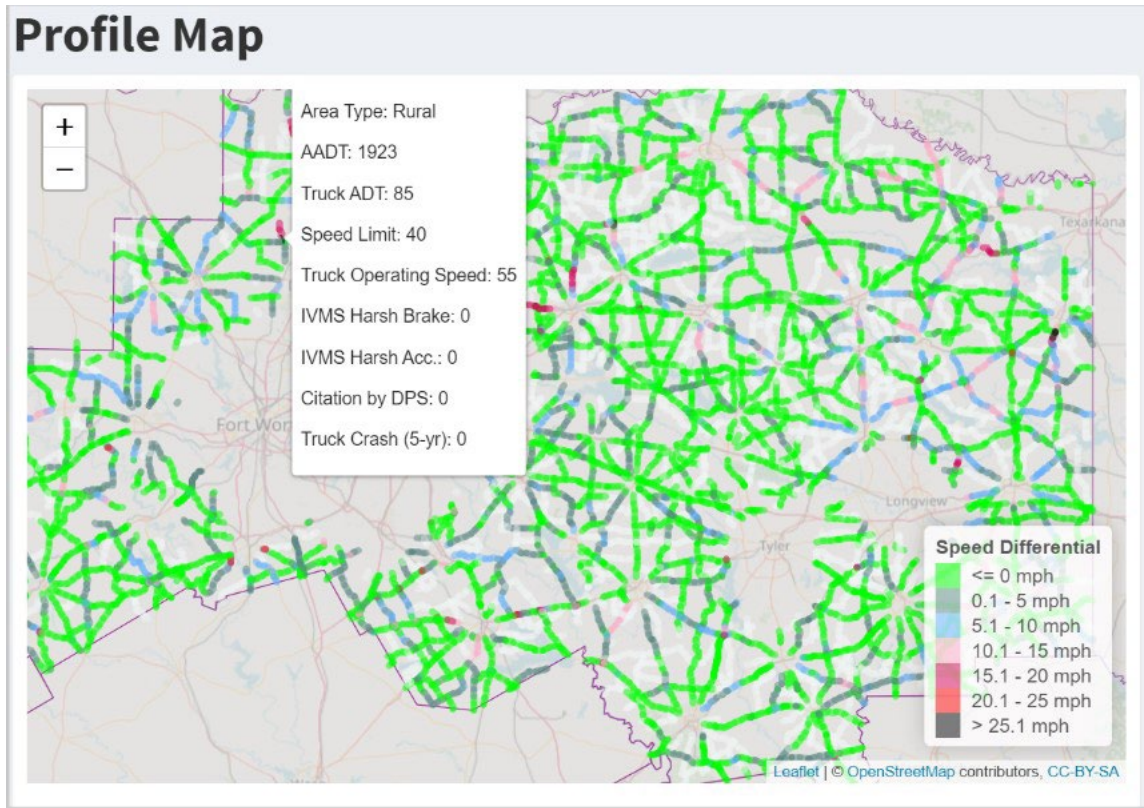 Profile Map
+
−
Area Type: Rural
AADT: 1923
Truck ADT: 85
Speed Limit: 40
Truck Operating Speed: 55
IVMS Harsh Brake: 0
IVMS Harsh Acc.: 0
Citation by DPS: 0
Truck Crash (5-yr): 0
Texarkana
Fort Wor
Longview
Tyler
Speed Differential
<= 0 mph
0.1 - 5 mph
5.1 - 10 mph
10.1 - 15 mph
15.1 - 20 mph
20.1 - 25 mph
> 25.1 mph
Leaflet | © OpenStreetMap contributors, CC-BY-SA